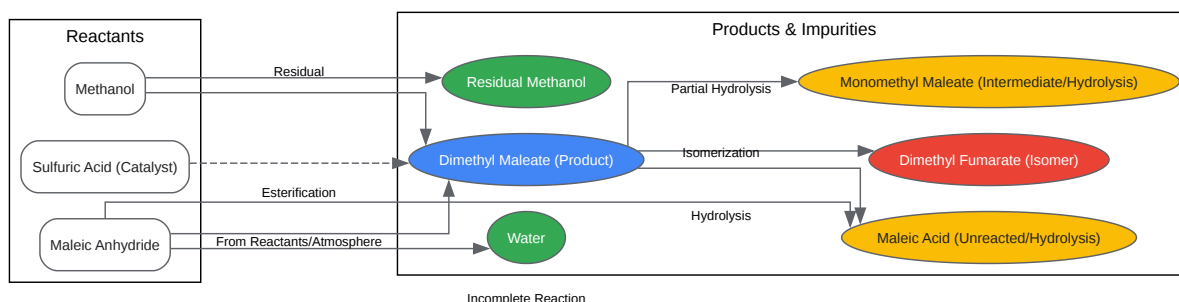 Reactants
Products & Impurities
Methanol
Residual
Residual Methanol
Partial Hydrolysis
Monomethyl Maleate (Intermediate/Hydrolysis)
Sulfuric Acid (Catalyst)
Dimethyl Maleate (Product)
Isomerization
Dimethyl Fumarate (Isomer)
Esterification
Hydrolysis
Maleic Anhydride
From Reactants/Atmosphere
Water
Maleic Acid (Unreacted/Hydrolysis)
Incomplete Reaction